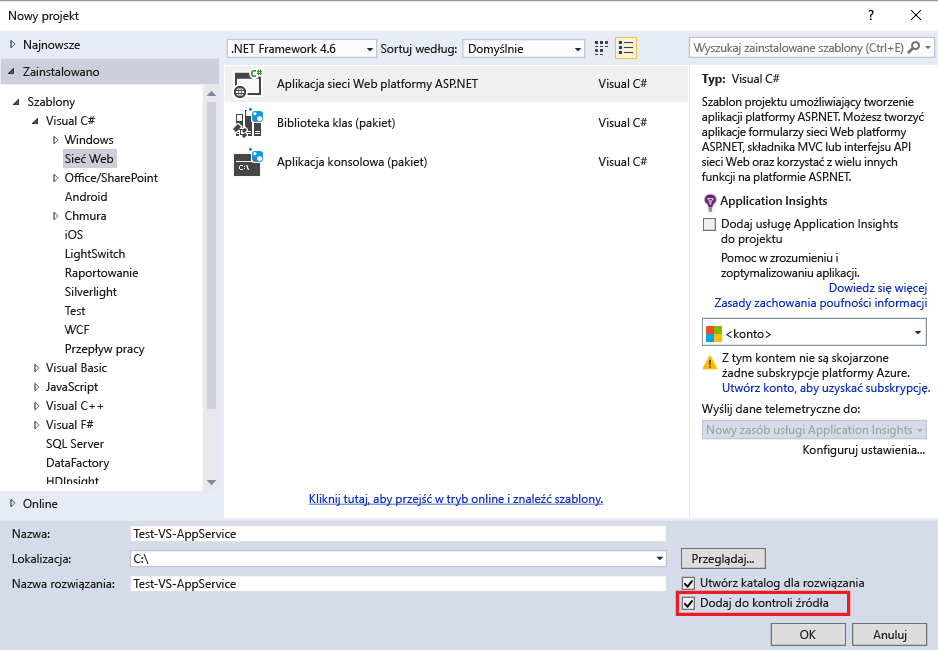 Nowy projekt
?
Najnowsze
.NET Framework 4.6
Sortuj według:
Domyślnie
Wyszukaj zainstalowane szablony (Ctrl+E)
Zainstalowano
Szablony
Visual C#
Windows
Sieć Web
Office/SharePoint
Android
Chmura
iOS
LightSwitch
Raportowanie
Silverlight
Test
WCF
Przepływ pracy
Visual Basic
JavaScript
Visual C++
Visual F#
SQL Server
DataFactory
HDInsight
Online
C#
Aplikacja sieci Web platformy ASP.NET
Visual C#
Biblioteka klas (pakiet)
Visual C#
C:\
Aplikacja konsolowa (pakiet)
Visual C#
Kliknij tutaj, aby przejść w tryb online i znaleźć szablony.
Typ: Visual C#
Szablon projektu umożliwiający tworzenie
aplikacji platformy ASP.NET. Możesz tworzyć
aplikacje formularzy sieci Web platformy
ASP.NET, składnika MVC lub interfejsu API
sieci Web oraz korzystać z wielu innych
funkcji na platformie ASP.NET.
Application Insights
Dodaj usługę Application Insights
do projektu
Pomoc w zrozumieniu i
zoptymalizowaniu aplikacji.
Dowiedz się więcej
Zasady zachowania poufności informacji
<konto>
Z tym kontem nie są skojarzone
żadne subskrypcje platformy Azure.
Utwórz konto, aby uzyskać subskrypcję.
Wyślij dane telemetryczne do:
Nowy zasób usługi Application Insights
Konfiguruj ustawienia...
Nazwa:
Test-VS-AppService
Lokalizacja:
C:\
Przeglądaj...
Nazwa rozwiązania:
Test-VS-AppService
Utwórz katalog dla rozwiązania
Dodaj do kontroli źródła
OK
Anuluj